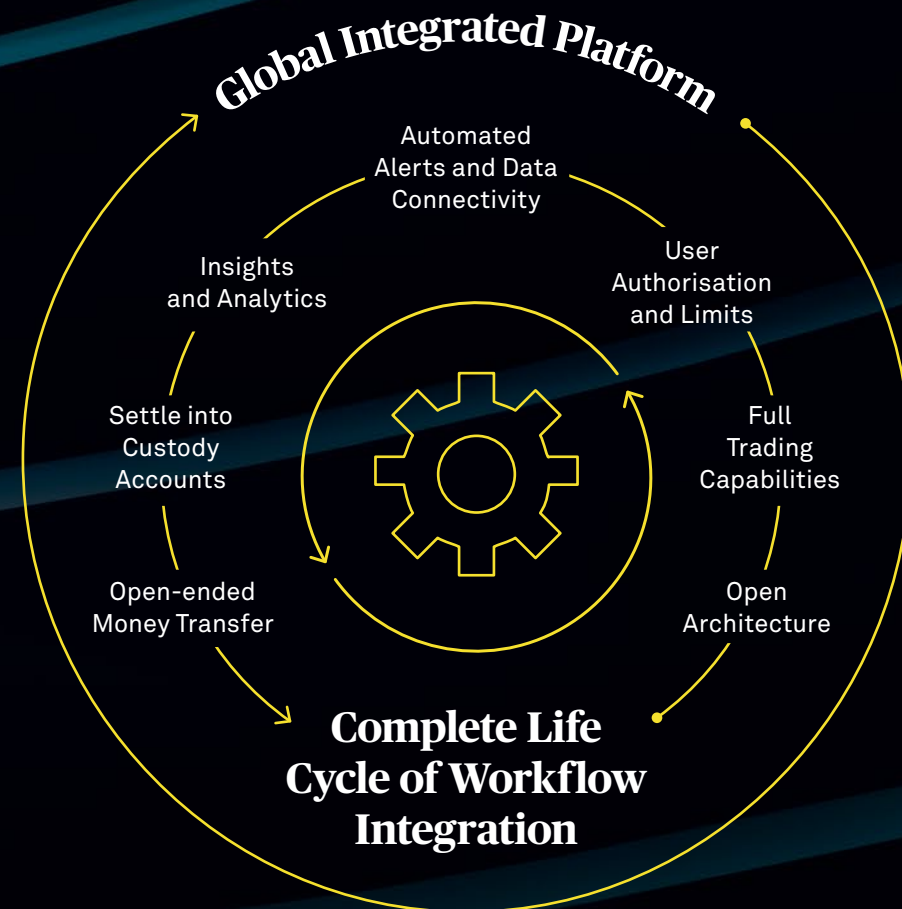 Global Integrated Platform
Automated
Alerts and Data
Connectivity
User
Authorisation
and Limits
Insights
and Analytics
Full
Trading
Capabilities
Settle into
Custody
Accounts
Open
Architecture
Open-ended
Money Transfer
Complete Life
Cycle of Workflow
Integration